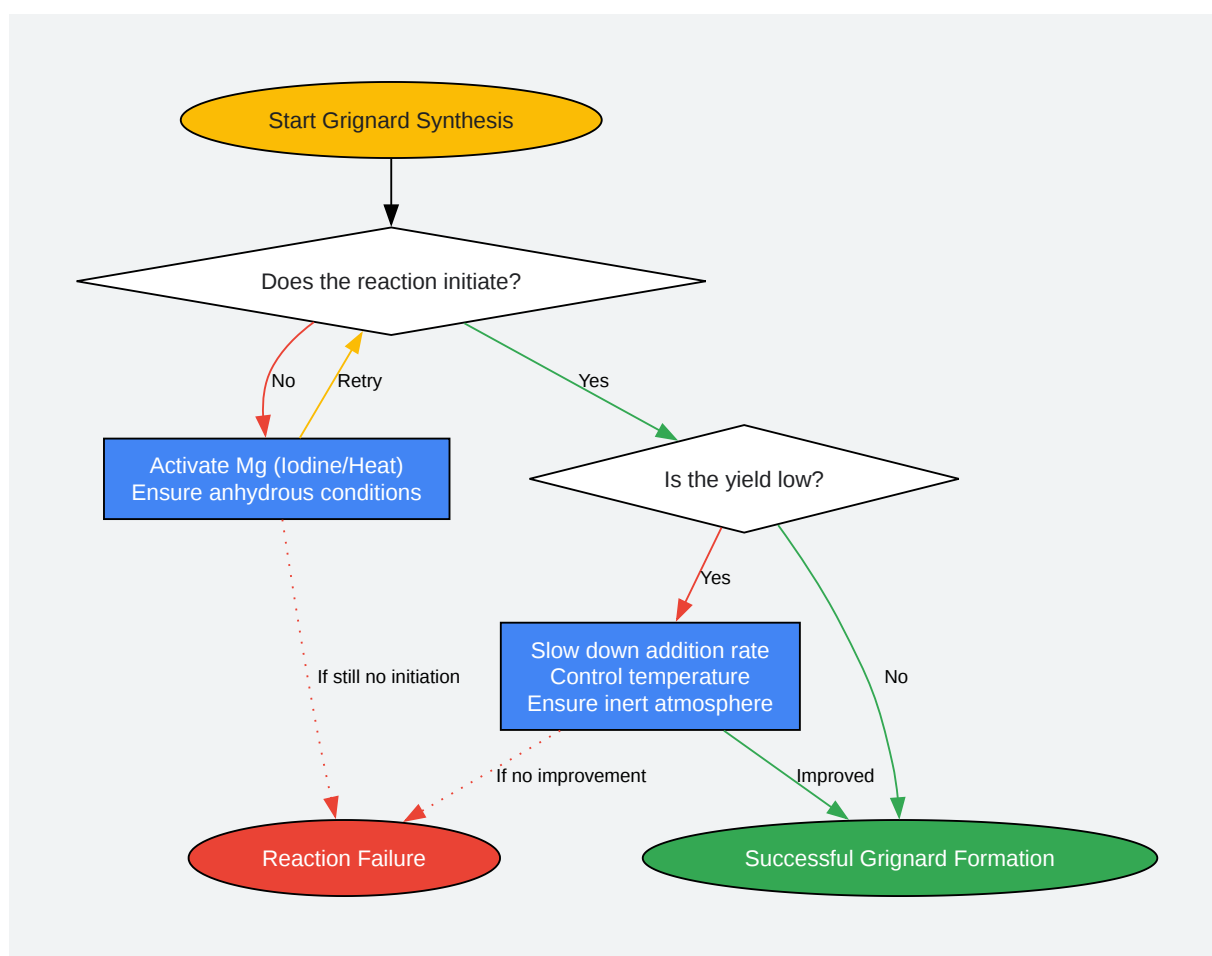 Start Grignard Synthesis
Does the reaction initiate?
No
Retry
Yes
Activate Mg (Iodine/Heat)
Ensure anhydrous conditions
Is the yield low?
Yes
Slow down addition rate
Control temperature
Ensure inert atmosphere
If still no initiation
No
If no improvement
Improved
Reaction Failure
Successful Grignard Formation